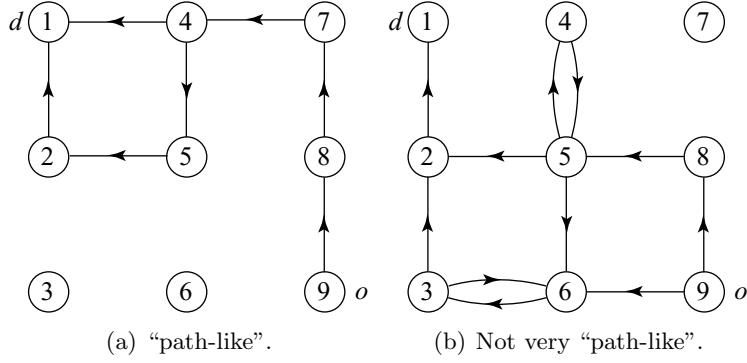 d 1 4 7 d 1 4 7
2 5 8 2 5 8
3 6 9 o 3 6 9 o
(a) “path-like”. (b) Not very “path-like”.